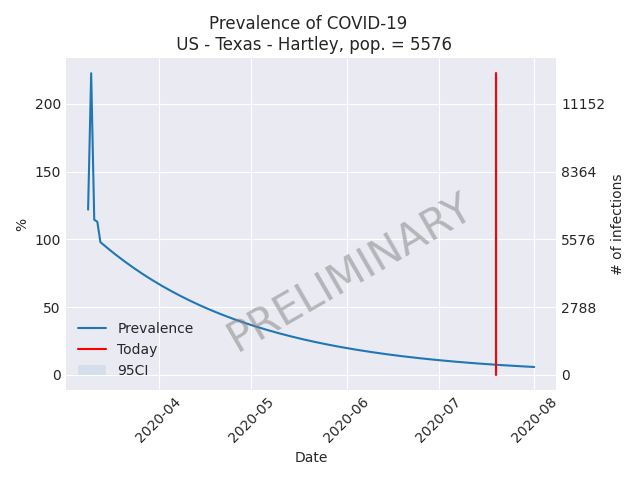 Prevalence of COVID-19
US - Texas - Hartley, pop. = 5576
200
150
100
50
0
%
11152
8364
5576
2788
0
# of infections
PRELIMINARY
Prevalence
Today
95CI
2020-04
2020-05
2020-06
2020-07
2020-08
Date